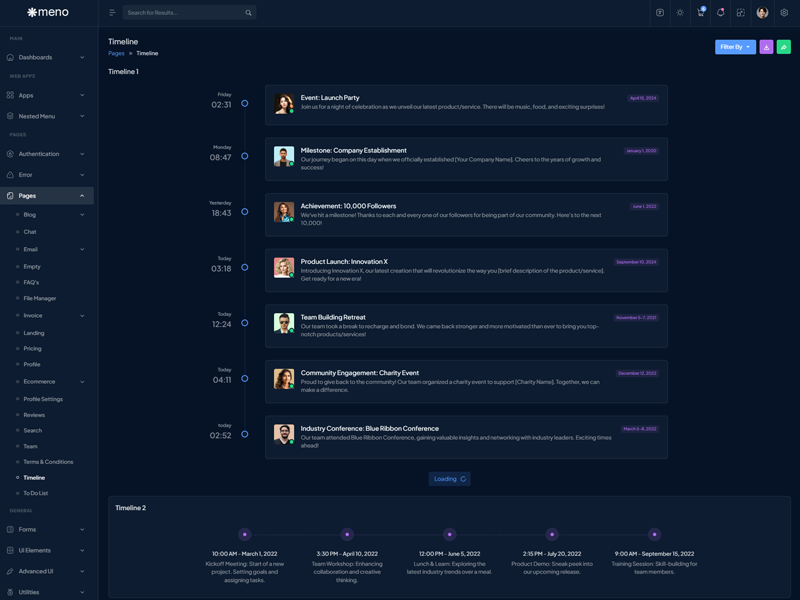 meno
Search for Results...
6
MAIN
Dashboards
WEB APPS
Apps
Nested Menu
PAGES
Authentication
Error
Pages
Blog
Chat
Email
Empty
FAQ's
File Manager
Invoice
Landing
Pricing
Profile
Ecommerce
Profile Settings
Reviews
Search
Team
Terms & Conditions
Timeline
To Do List
GENERAL
Forms
UI Elements
Advanced UI
Utilities
Timeline
Pages » Timeline
Filter By
Timeline 1
Friday
02:31
Event: Launch Party
April 15, 2024
Join us for a night of celebration as we unveil our latest product/service. There will be music, food, and exciting surprises!
Monday
08:47
Milestone: Company Establishment
January 1, 2020
Our journey began on this day when we officially established [Your Company Name]. Cheers to the years of growth and
success!
Yesterday
18:43
Achievement: 10,000 Followers
June 1, 2022
We've hit a milestone! Thanks to each and every one of our followers for being part of our community. Here's to the next
10,000!
Today
03:18
Product Launch: Innovation X
September 10, 2024
Introducing Innovation X, our latest creation that will revolutionize the way you [brief description of the product/service].
Get ready for a new era!
Today
12:24
Team Building Retreat
November 5-7, 2021
Our team took a break to recharge and bond. We came back stronger and more motivated than ever to bring you top-
notch products/services!
Today
04:11
Community Engagement: Charity Event
December 12, 2022
Proud to give back to the community! Our team organized a charity event to support [Charity Name]. Together, we can
make a difference.
today
02:52
Industry Conference: Blue Ribbon Conference
March 5-8, 2022
Our team attended Blue Ribbon Conference, gaining valuable insights and networking with industry leaders. Exciting times
ahead!
Loading
Timeline 2
10:00 AM - March 1, 2022
Kickoff Meeting: Start of a new
project. Setting goals and
assigning tasks.
3:30 PM - April 10, 2022
Team Workshop: Enhancing
collaboration and creative
thinking.
12:00 PM - June 5, 2022
Lunch & Learn: Exploring the
latest industry trends over a meal.
2:15 PM - July 20, 2022
Product Demo: Sneak peek into
our upcoming release.
9:00 AM - September 15, 2022
Training Session: Skill-building for
team members.